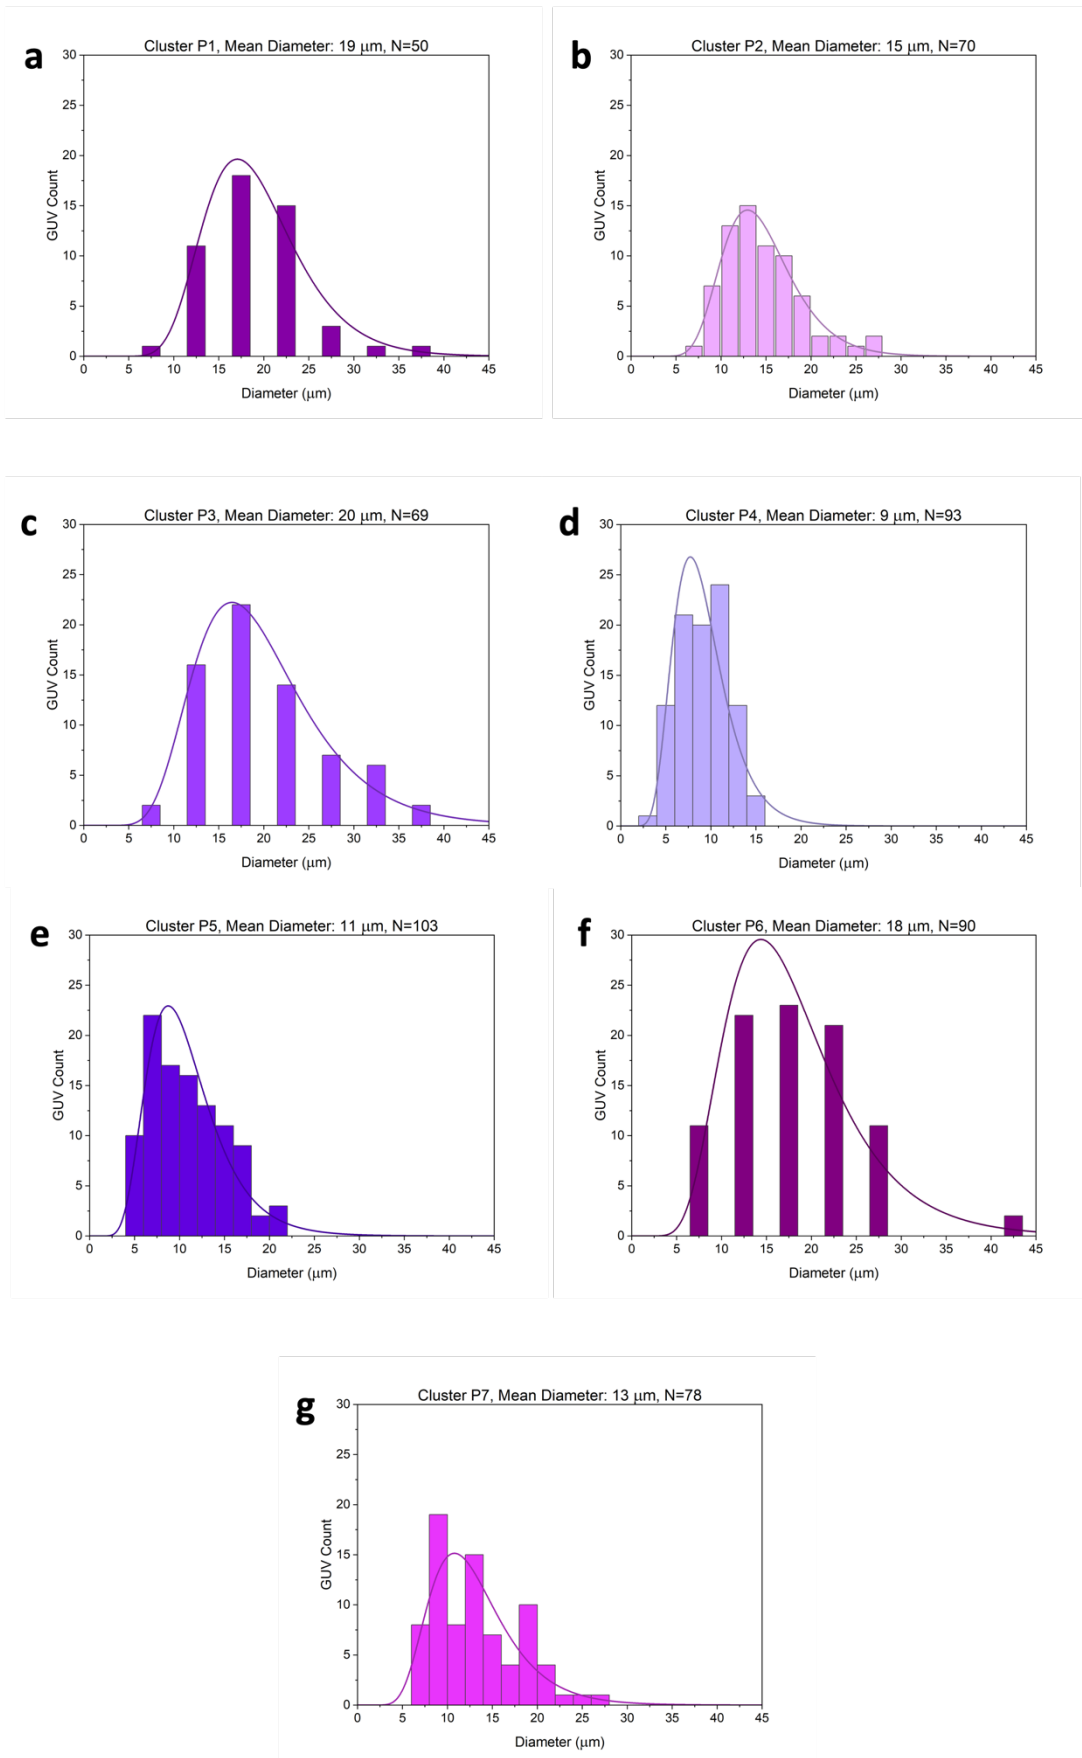 a
Cluster P1, Mean Diameter: 19 μm, N=50
30
25
20
15
10
5
0
GUV Count
0 5 10 15 20 25 30 35 40 45
Diameter (μm)
b
Cluster P2, Mean Diameter: 15 μm, N=70
30
25
20
15
10
5
0
GUV Count
0 5 10 15 20 25 30 35 40 45
Diameter (μm)
c
Cluster P3, Mean Diameter: 20 μm, N=69
30
25
20
15
10
5
0
GUV Count
0 5 10 15 20 25 30 35 40 45
Diameter (μm)
d
Cluster P4, Mean Diameter: 9 μm, N=93
30
25
20
15
10
5
0
GUV Count
0 5 10 15 20 25 30 35 40 45
Diameter (μm)
e
Cluster P5, Mean Diameter: 11 μm, N=103
30
25
20
15
10
5
0
GUV Count
0 5 10 15 20 25 30 35 40 45
Diameter (μm)
f
Cluster P6, Mean Diameter: 18 μm, N=90
30
25
20
15
10
5
0
GUV Count
0 5 10 15 20 25 30 35 40 45
Diameter (μm)
g
Cluster P7, Mean Diameter: 13 μm, N=78
30
25
20
15
10
5
0
GUV Count
0 5 10 15 20 25 30 35 40 45
Diameter (μm)